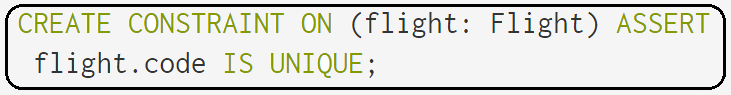 CREATE CONSTRAINT ON (flight: Flight) ASSERT
flight.code IS UNIQUE;